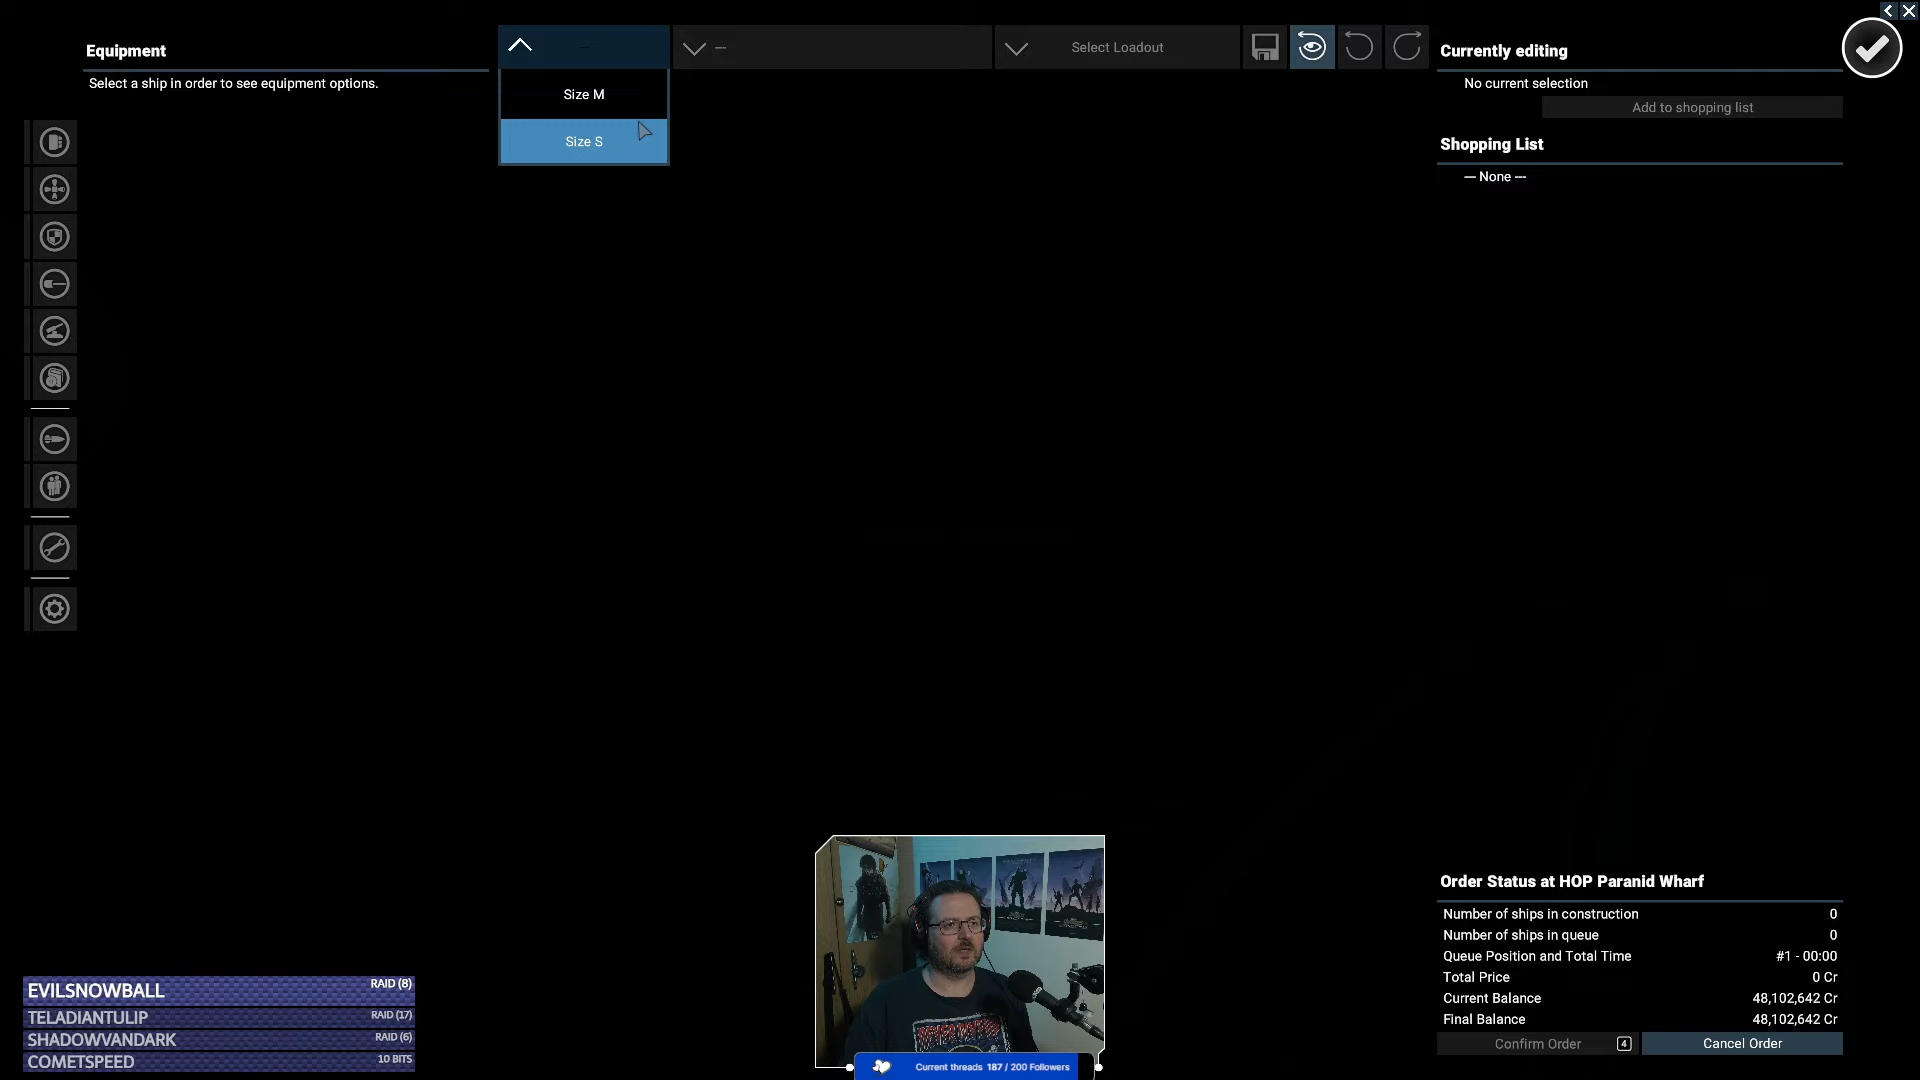 Equipment
Select a ship in order to see equipment options.
--
Size M
Size S
--
Select Loadout
Currently editing
No current selection
Add to shopping list
Shopping List
-- None --
Order Status at HOP Paranid Wharf
Number of ships in construction 0
Number of ships in queue 0
Queue Position and Total Time #1 - 00:00
Total Price 0 Cr
Current Balance 48,102,642 Cr
Final Balance 48,102,642 Cr
Confirm Order 4
Cancel Order
EVILSNOWBALL RAID (8)
TELADIANTULIP RAID (17)
SHADOWVANDARK RAID (6)
COMETSPEED 10 BITS
Current threads 187 / 200 Followers